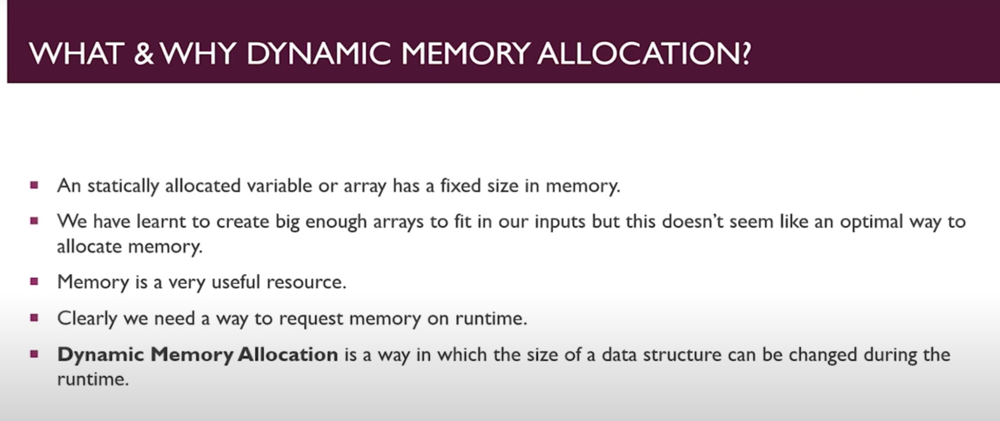 WHAT & WHY DYNAMIC MEMORY ALLOCATION?
An statically allocated variable or array has a fixed size in memory.
We have learnt to create big enough arrays to fit in our inputs but this doesn’t seem like an optimal way to
allocate memory.
Memory is a very useful resource.
Clearly we need a way to request memory on runtime.
Dynamic Memory Allocation is a way in which the size of a data structure can be changed during the
runtime.